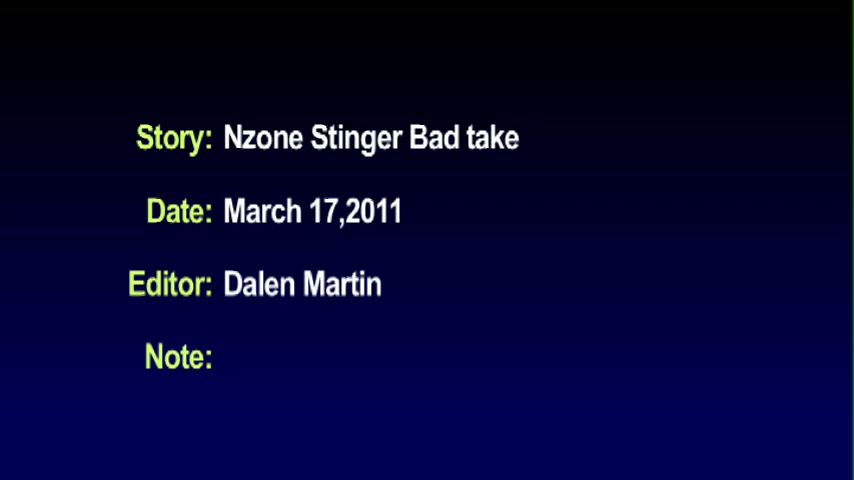 Story: Nzone Stinger Bad take
Date: March 17,2011
Editor: Dalen Martin
Note: